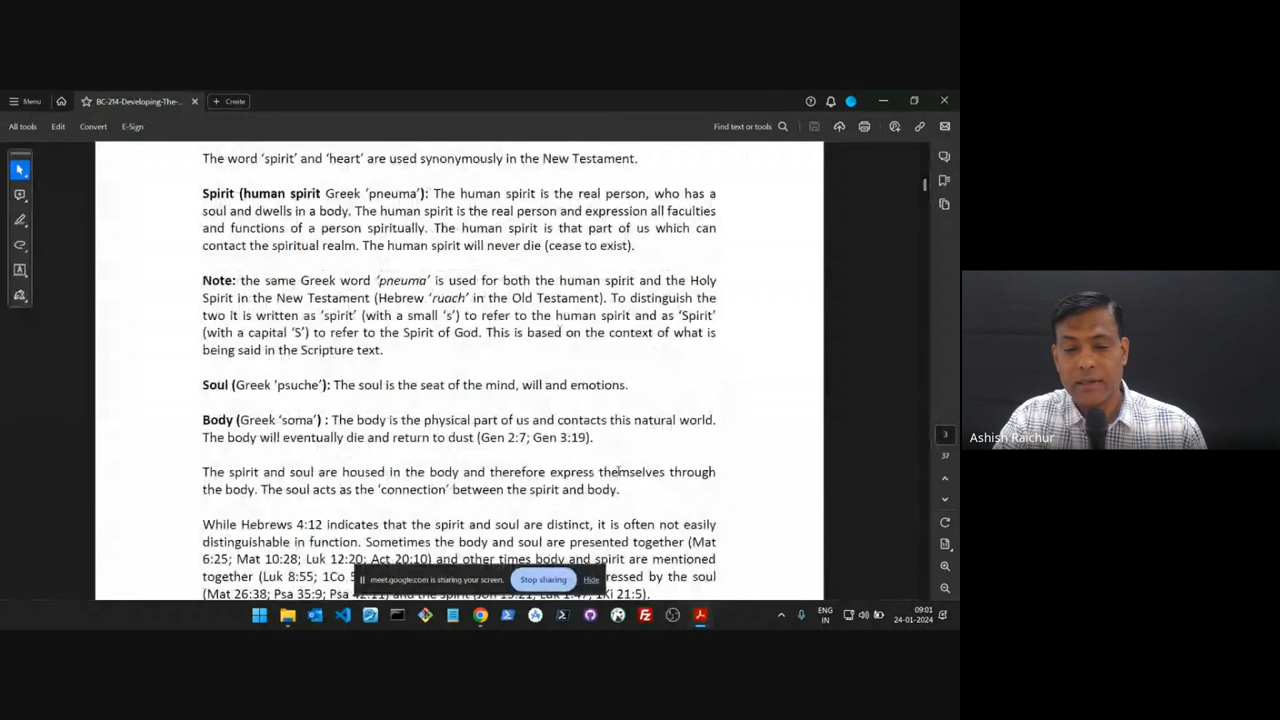 Menu
BC-214-Developing-The-...
Create
All tools
Edit
Convert
E-Sign
Find text or tools
The word ‘spirit’ and ‘heart’ are used synonymously in the New Testament.
Spirit (human spirit Greek ‘pneuma’): The human spirit is the real person, who has a
soul and dwells in a body. The human spirit is the real person and expression all faculties
and functions of a person spiritually. The human spirit is that part of us which can
contact the spiritual realm. The human spirit will never die (cease to exist).
Note: the same Greek word ‘pneuma’ is used for both the human spirit and the Holy
Spirit in the New Testament (Hebrew ‘ruach’ in the Old Testament). To distinguish the
two it is written as ‘spirit’ (with a small ‘s’) to refer to the human spirit and as ‘Spirit’
(with a capital ‘S’) to refer to the Spirit of God. This is based on the context of what is
being said in the Scripture text.
Soul (Greek ‘psuche’): The soul is the seat of the mind, will and emotions.
Body (Greek ‘soma’) : The body is the physical part of us and contacts this natural world.
The body will eventually die and return to dust (Gen 2:7; Gen 3:19).
The spirit and soul are housed in the body and therefore express themselves through
the body. The soul acts as the ‘connection’ between the spirit and body.
While Hebrews 4:12 indicates that the spirit and soul are distinct, it is often not easily
distinguishable in function. Sometimes the body and soul are presented together (Mat
6:25; Mat 10:28; Luk 12:20; Act 20:10) and other times body and spirit are mentioned
together (Luk 8:55; 1Co 5 ressed by the soul
(Mat 26:38; Psa 35:9; Psa 42:11) and the spirit (Jon 13:21, Luk 1:47, 1Ki 21:5).
meet.google.com is sharing your screen.
Stop sharing
Hide
3
37
ENG
IN
09:01
24-01-2024
Ashish Raichur